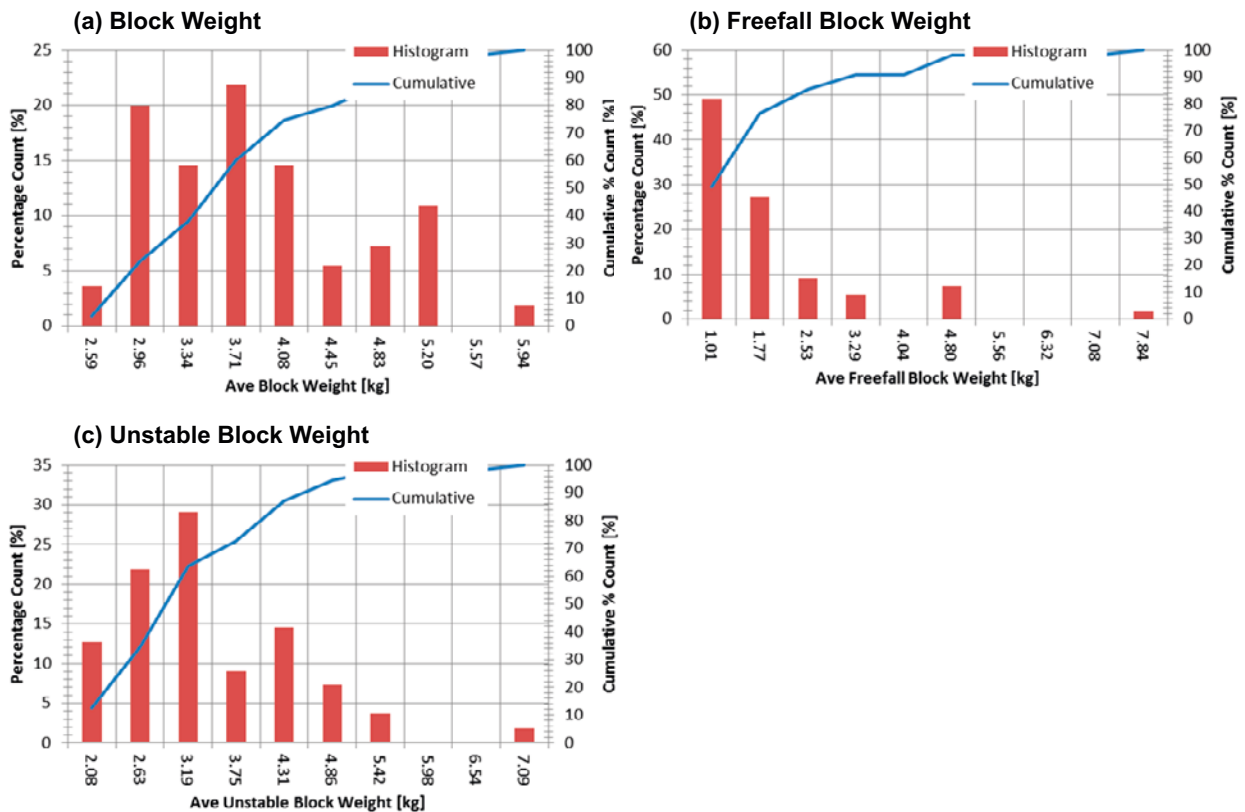 (a) Block Weight
Percentage Count [%]
25
20
15
10
5
0
Histogram
Cumulative
100
90
80
70
60
50
40
30
20
10
0
Cumulative % Count [%]
2.59 2.96 3.34 3.71 4.08 4.45 4.83 5.20 5.57 5.94
Ave Block Weight [kg]
(b) Freefall Block Weight
Percentage Count [%]
60
50
40
30
20
10
0
Histogram
Cumulative
100
90
80
70
60
50
40
30
20
10
0
Cumulative % Count [%]
1.01 1.77 2.53 3.29 4.04 4.80 5.56 6.32 7.08 7.84
Ave Freefall Block Weight [kg]
(c) Unstable Block Weight
Percentage Count [%]
35
30
25
20
15
10
5
0
Histogram
Cumulative
100
90
80
70
60
50
40
30
20
10
0
Cumulative % Count [%]
2.08 2.63 3.19 3.75 4.31 4.86 5.42 5.98 6.54 7.09
Ave Unstable Block Weight [kg]